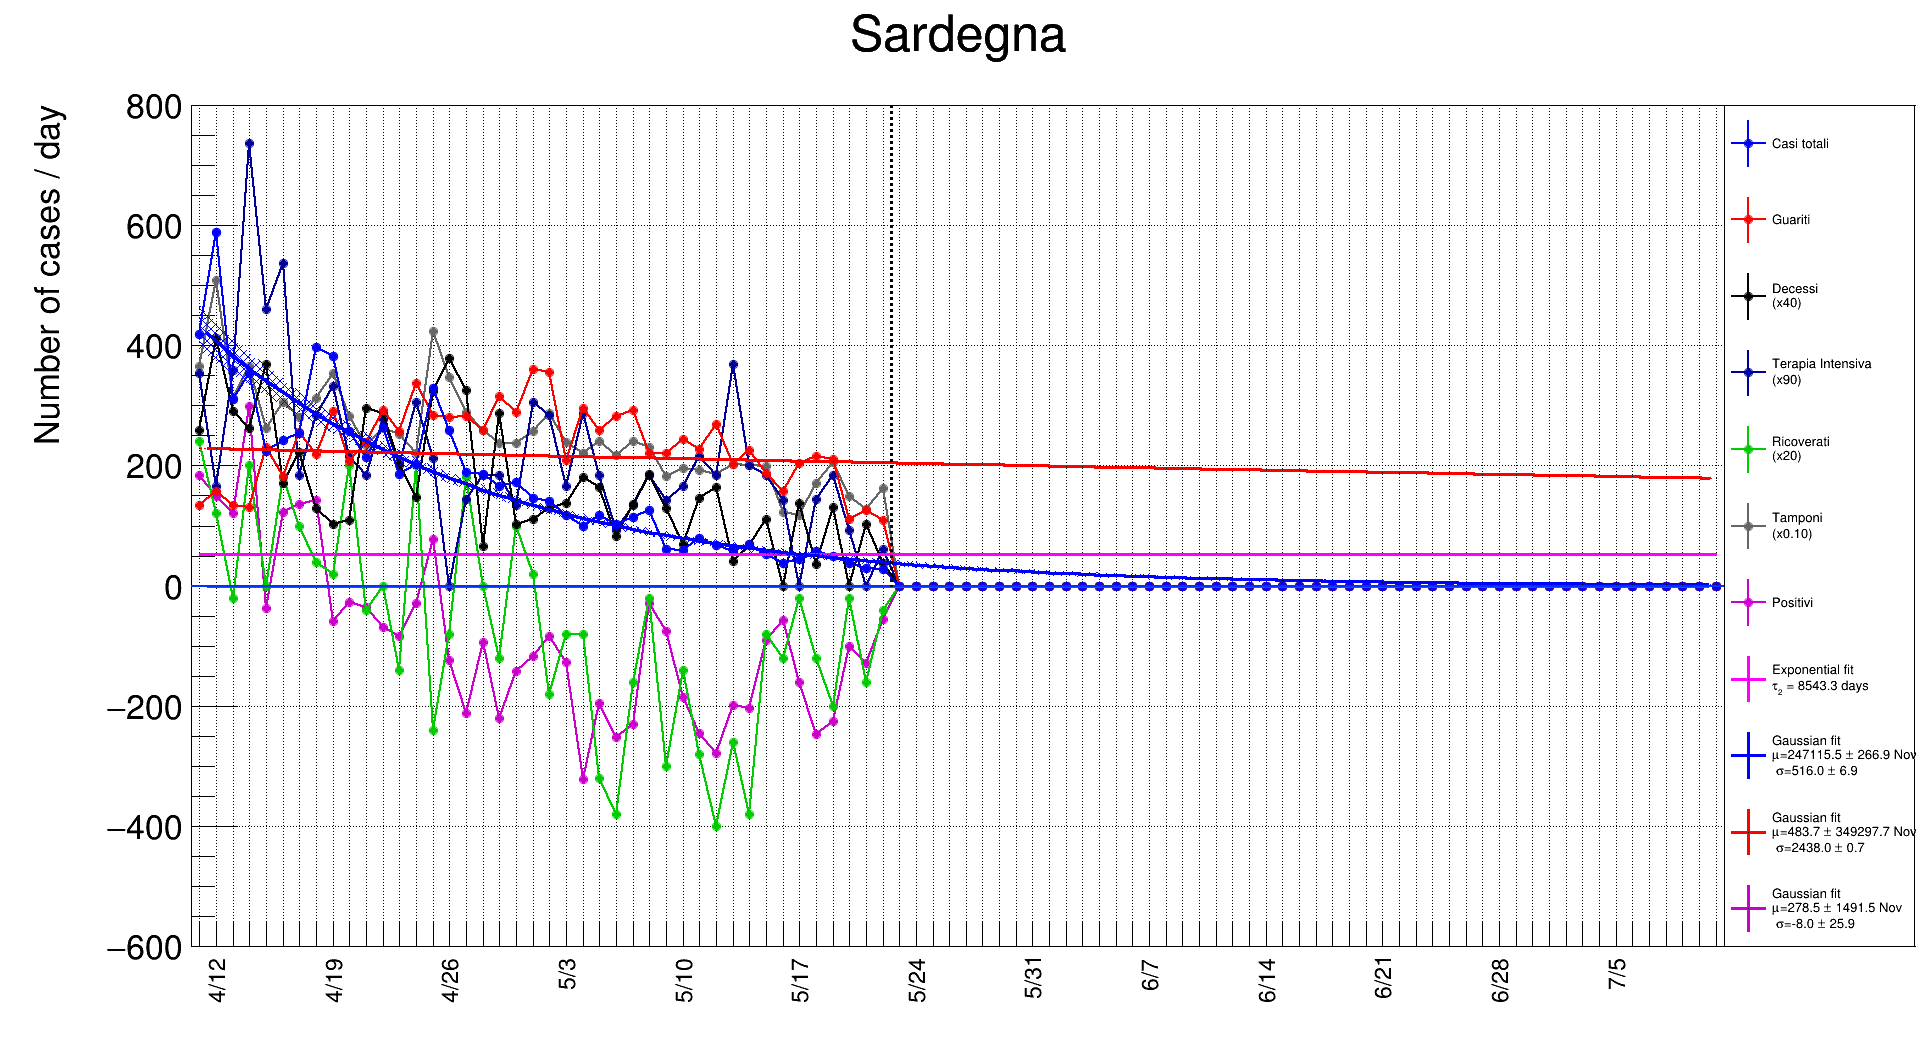 Sardegna
Number of cases / day
800
600
400
200
0
−200
−400
−600
4/12
4/19
4/26
5/3
5/10
5/17
5/24
5/31
6/7
6/14
6/21
6/28
7/5
Casi totali
Guariti
Decessi
(x40)
Terapia Intensiva
(x90)
Ricoverati
(x20)
Tamponi
(x0.10)
Positivi
Exponential fit
τ₂ = 8543.3 days
Gaussian fit
μ=247115.5 ± 266.9 Nov
σ=516.0 ± 6.9
Gaussian fit
μ=483.7 ± 349297.7 Nov
σ=2438.0 ± 0.7
Gaussian fit
μ=278.5 ± 1491.5 Nov
σ=-8.0 ± 25.9